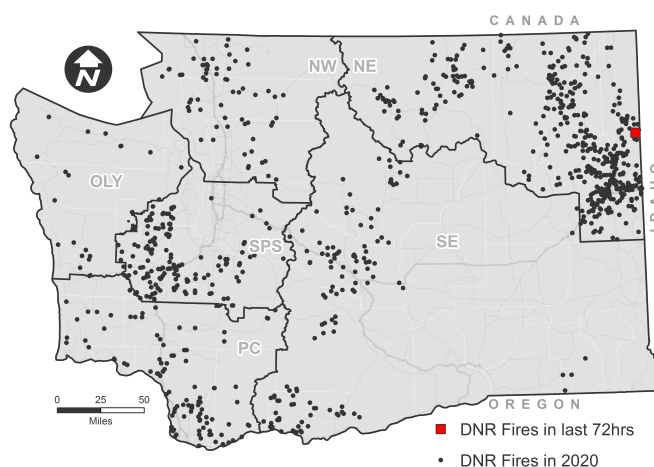 CANADA
N
NW NE
OLY
IDAHO
SPS
SE
PC
0 25 50
Miles
OREGON
DNR Fires in last 72hrs
DNR Fires in 2020